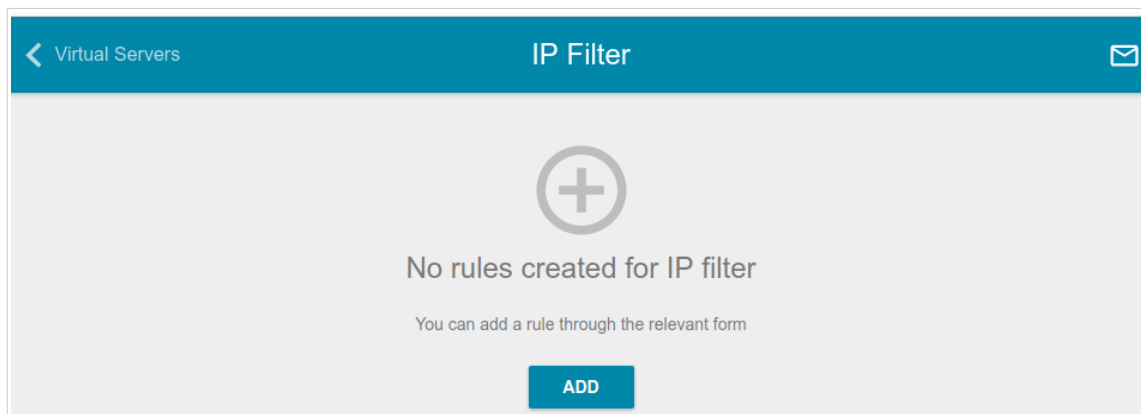 Virtual Servers
IP Filter
No rules created for IP filter
You can add a rule through the relevant form
ADD